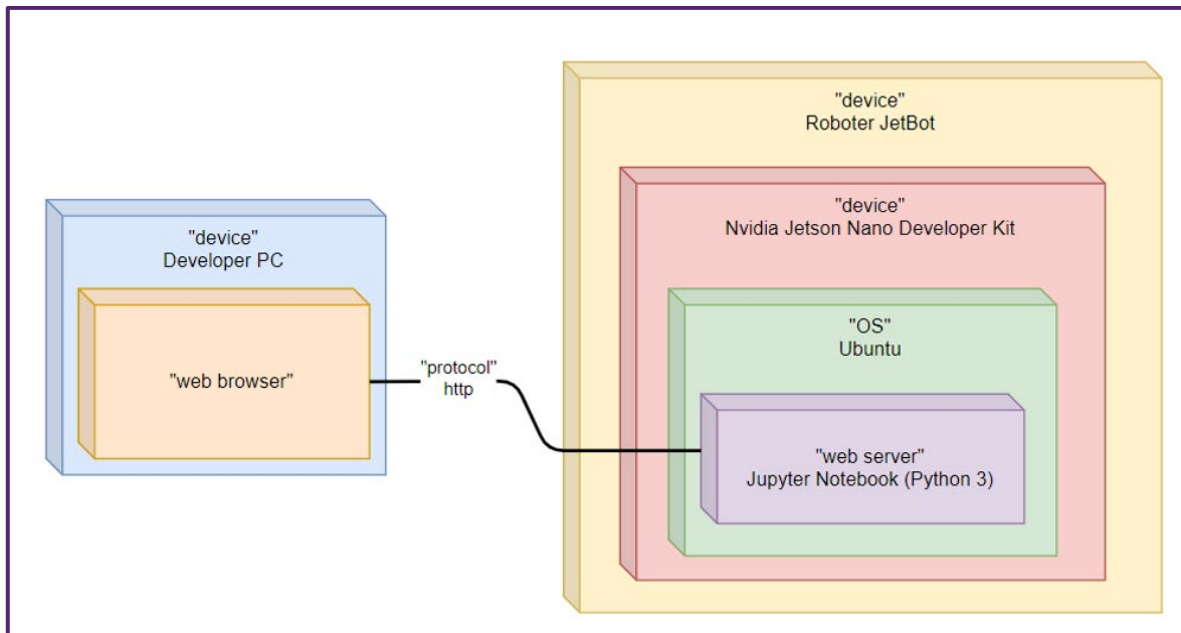 "device"
Developer PC
"web browser"
"protocol"
http
"device"
Roboter JetBot
"device"
Nvidia Jetson Nano Developer Kit
"OS"
Ubuntu
"web server"
Jupyter Notebook (Python 3)